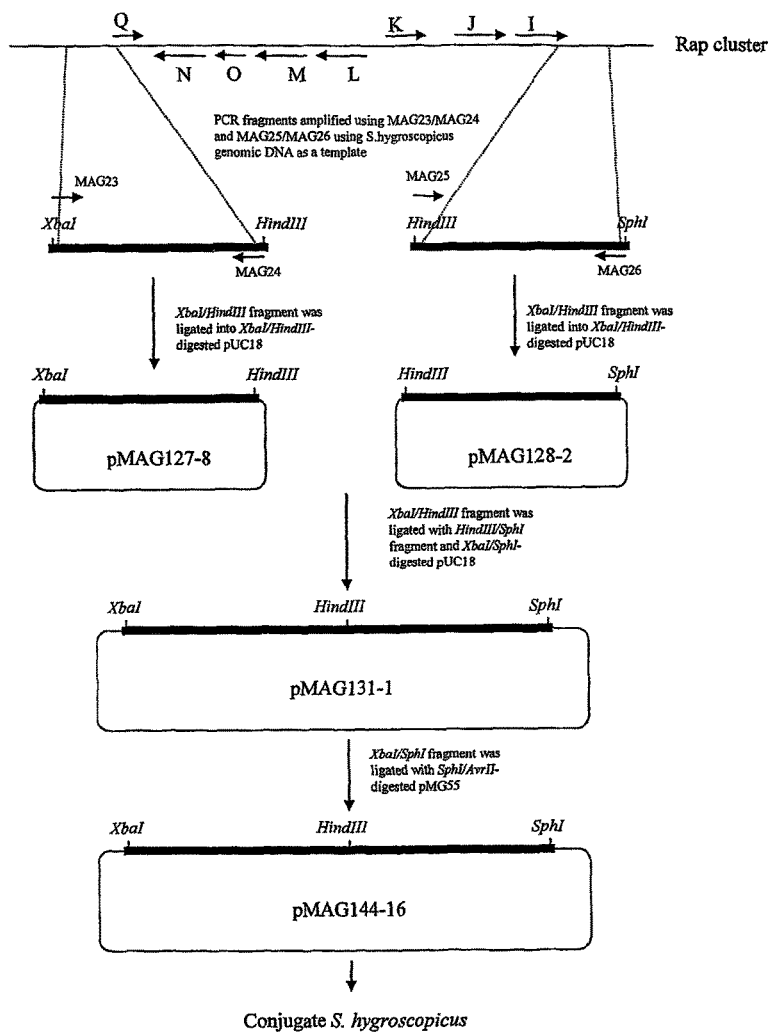 Q
K
J
I
Rap cluster
N
O
M
L
PCR fragments amplified using MAG23/MAG24
and MAG25/MAG26 using S.hygroscopicus
genomic DNA as a template
MAG23
MAG25
XbaI
HindIII
HindIII
SphI
MAG24
MAG26
XbaI/HindIII fragment was
ligated into XbaI/HindIII-
digested pUC18
XbaI/HindIII fragment was
ligated into XbaI/HindIII-
digested pUC18
XbaI
HindIII
HindIII
SphI
pMAG127-8
pMAG128-2
XbaI/HindIII fragment was
ligated with HindIII/SphI
fragment and XbaI/SphI-
digested pUC18
XbaI
HindIII
SphI
pMAG131-1
XbaI/SphI fragment was
ligated with SphI/AvrII-
digested pMG55
XbaI
HindIII
SphI
pMAG144-16
Conjugate S. hygroscopicus